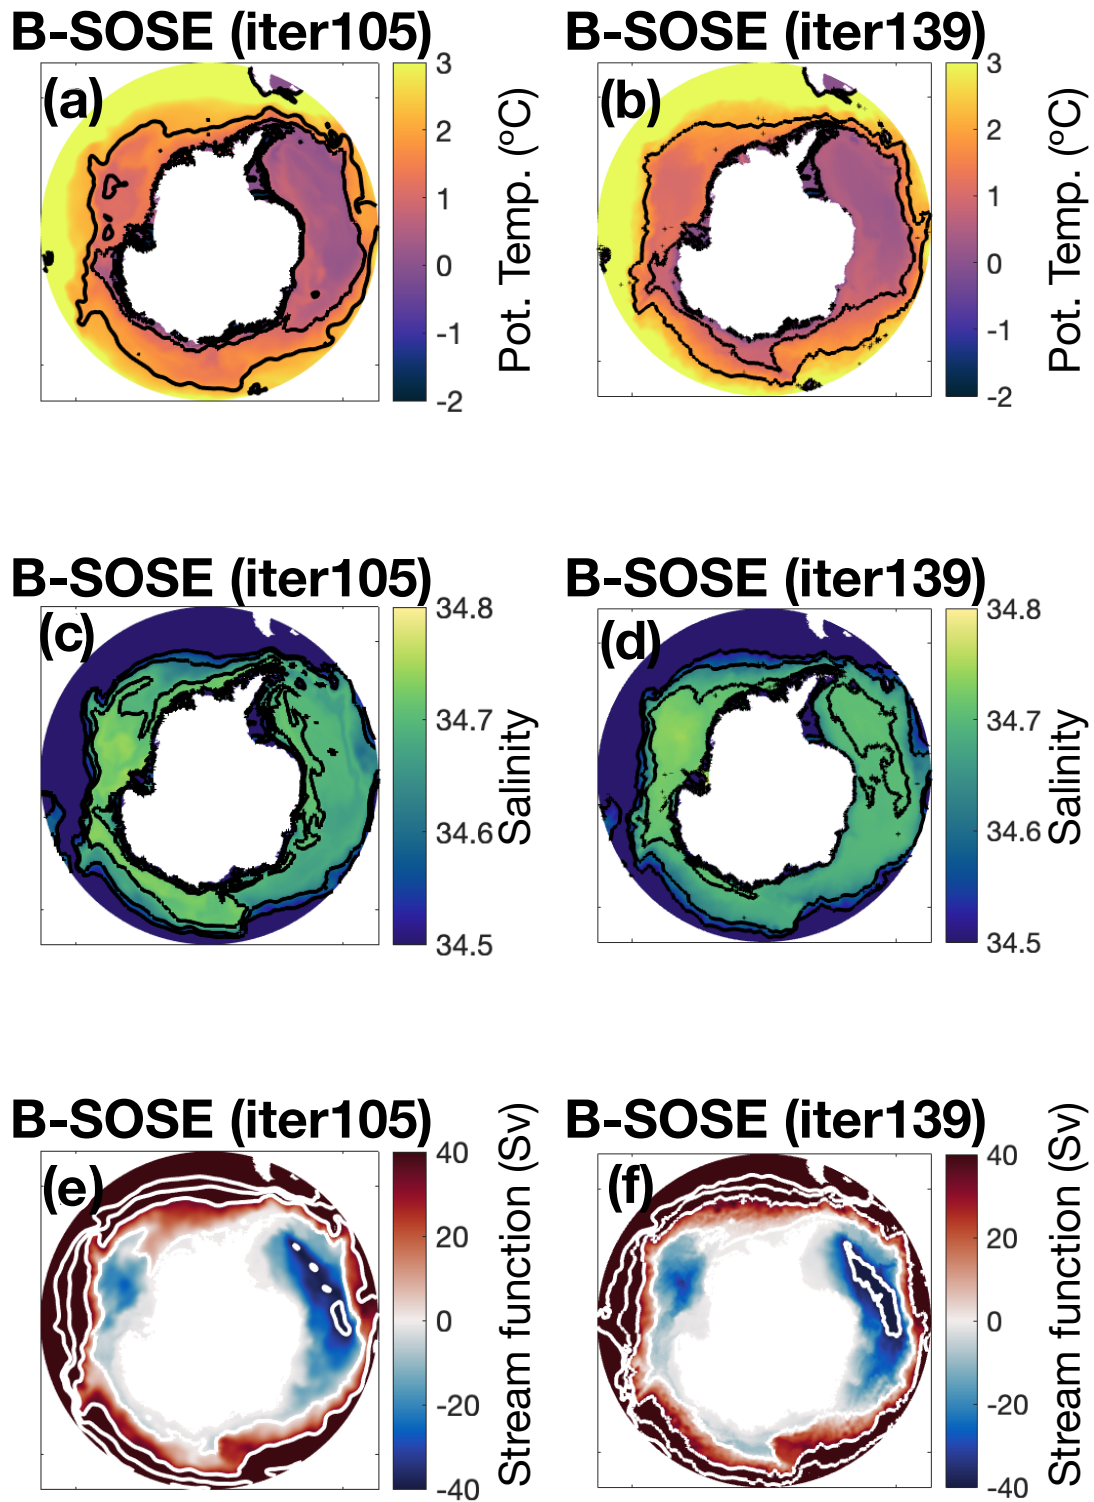 B-SOSE (iter105)
B-SOSE (iter139)
(a)
3
2
1
0
-1
-2
Pot. Temp. (ºC)
(b)
3
2
1
0
-1
-2
Pot. Temp. (ºC)
B-SOSE (iter105)
B-SOSE (iter139)
(c)
34.8
34.7
34.6
34.5
Salinity
(d)
34.8
34.7
34.6
34.5
Salinity
B-SOSE (iter105)
B-SOSE (iter139)
(e)
40
20
0
-20
-40
Stream function (Sv)
(f)
40
20
0
-20
-40
Stream function (Sv)